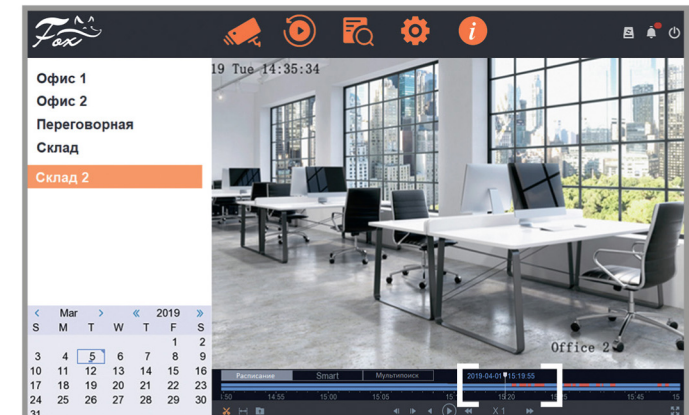 Fox
i
Офис 1
Офис 2
Переговорная
Склад
Склад 2
19 Tue 14:35:34
Office 2
< Mar > « 2019 »
S M T W T F S
1 2
3 4 5 6 7 8 9
10 11 12 13 14 15 16
17 18 19 20 21 22 23
24 25 26 27 28 29 30
31
Расписание Smart Мультипоиск 2019-04-01 15:19:55
14:55 15:00 15:05 15:20 15:45
X 1